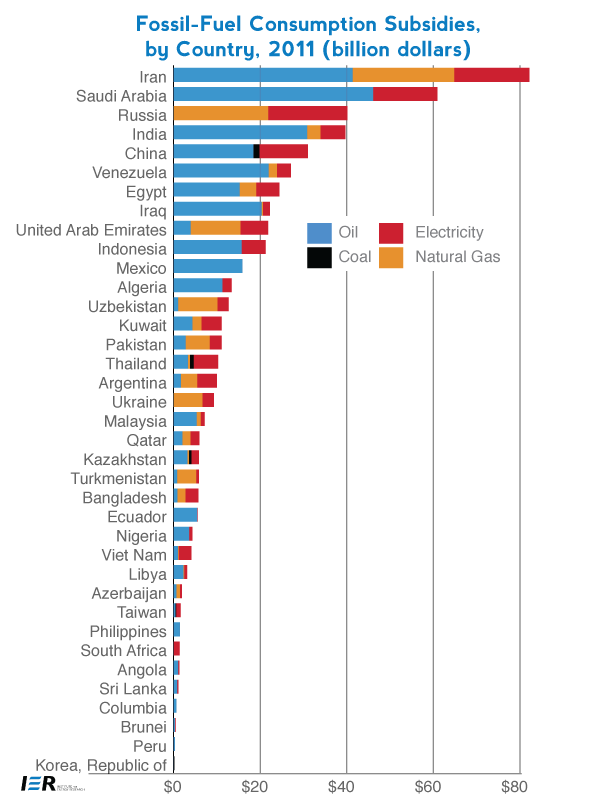 Fossil-Fuel Consumption Subsidies,
by Country, 2011 (billion dollars)
Iran
Saudi Arabia
Russia
India
China
Venezuela
Egypt
Iraq
United Arab Emirates
Oil
Electricity
Indonesia
Coal
Natural Gas
Mexico
Algeria
Uzbekistan
Kuwait
Pakistan
Thailand
Argentina
Ukraine
Malaysia
Qatar
Kazakhstan
Turkmenistan
Bangladesh
Ecuador
Nigeria
Viet Nam
Libya
Azerbaijan
Taiwan
Philippines
South Africa
Angola
Sri Lanka
Columbia
Brunei
Peru
Korea, Republic of
IER
$0 $20 $40 $60 $80